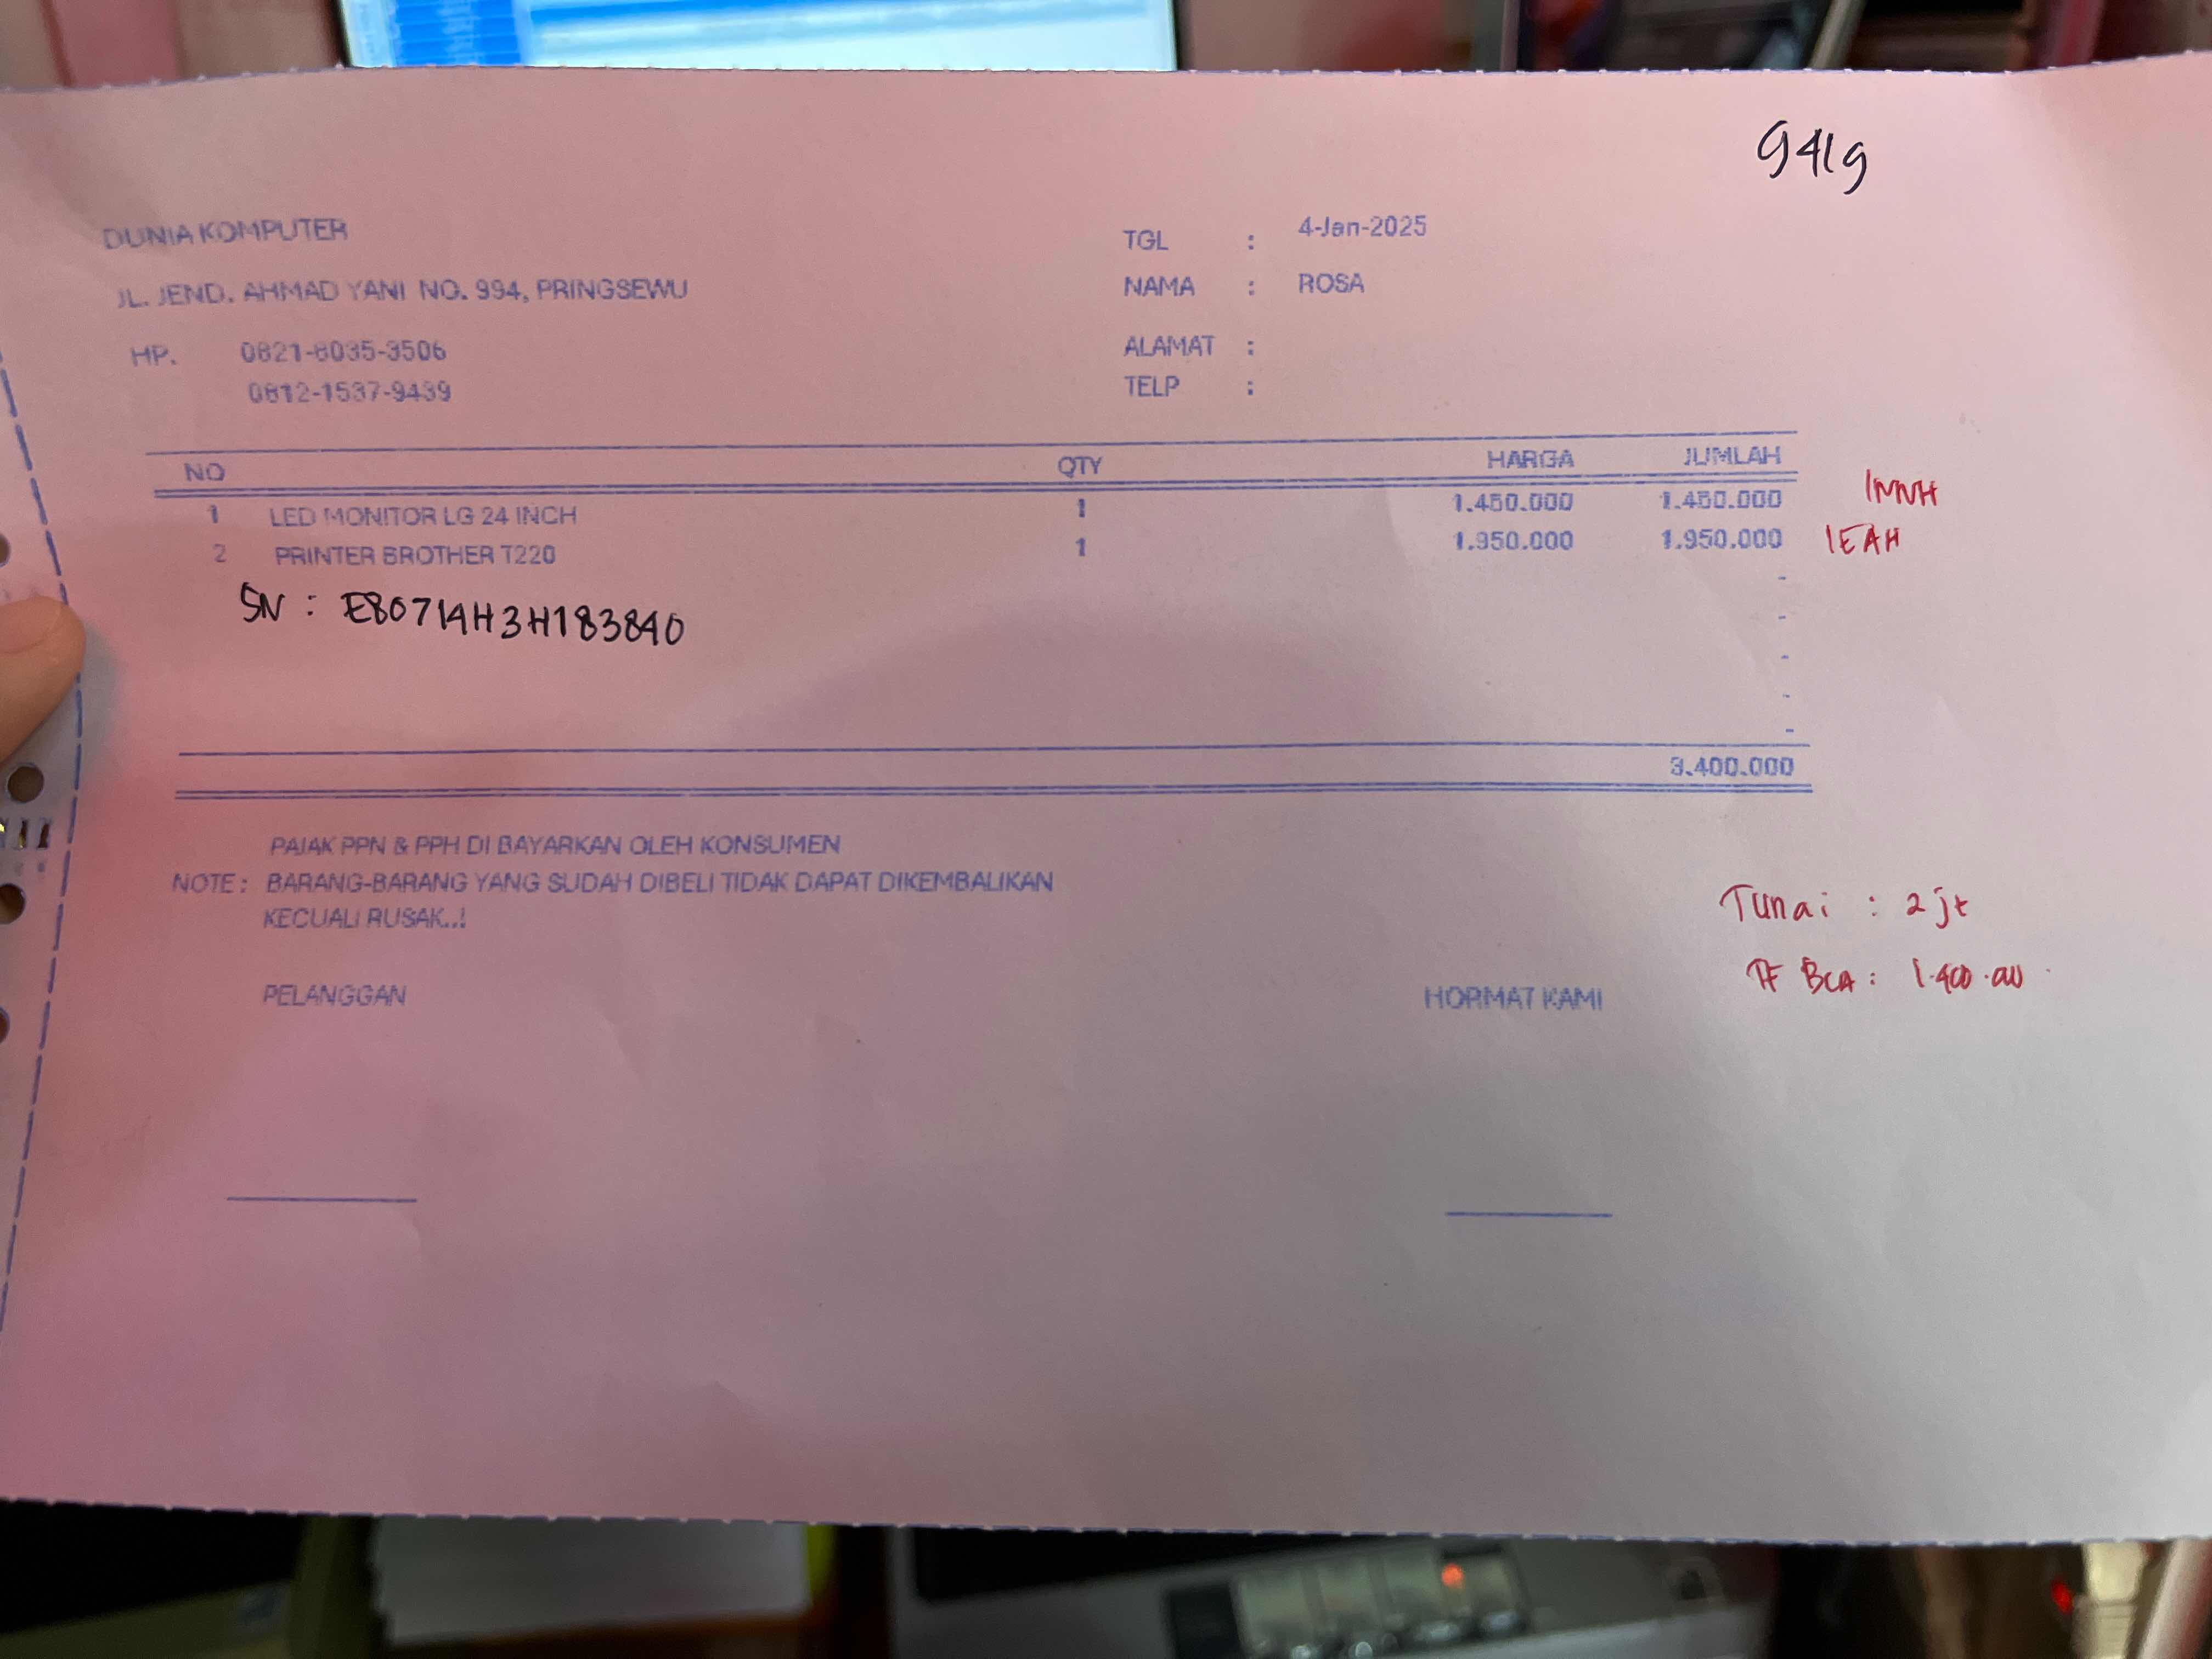 9419
DUNIA KOMPUTER
TGL : 4-Jan-2025
JL. JEND. AHMAD YANI NO. 994, PRINGSEWU
NAMA : ROSA
HP. 0821-8035-3506
ALAMAT :
0812-1537-9439
TELP :
NO QTY HARGA JUMLAH
1 LED MONITOR LG 24 INCH 1 1.450.000 1.450.000 INNH
2 PRINTER BROTHER T220 1 1.950.000 1.950.000 IEAH
-
SN : E80714H3H183840
-
-
-
-
3.400.000
PAJAK PPN & PPH DI BAYARKAN OLEH KONSUMEN
NOTE : BARANG-BARANG YANG SUDAH DIBELI TIDAK DAPAT DIKEMBALIKAN
KECUALI RUSAK..!
Tunai : 2 jt
TF BCA : 1.400.000
PELANGGAN HORMAT KAMI